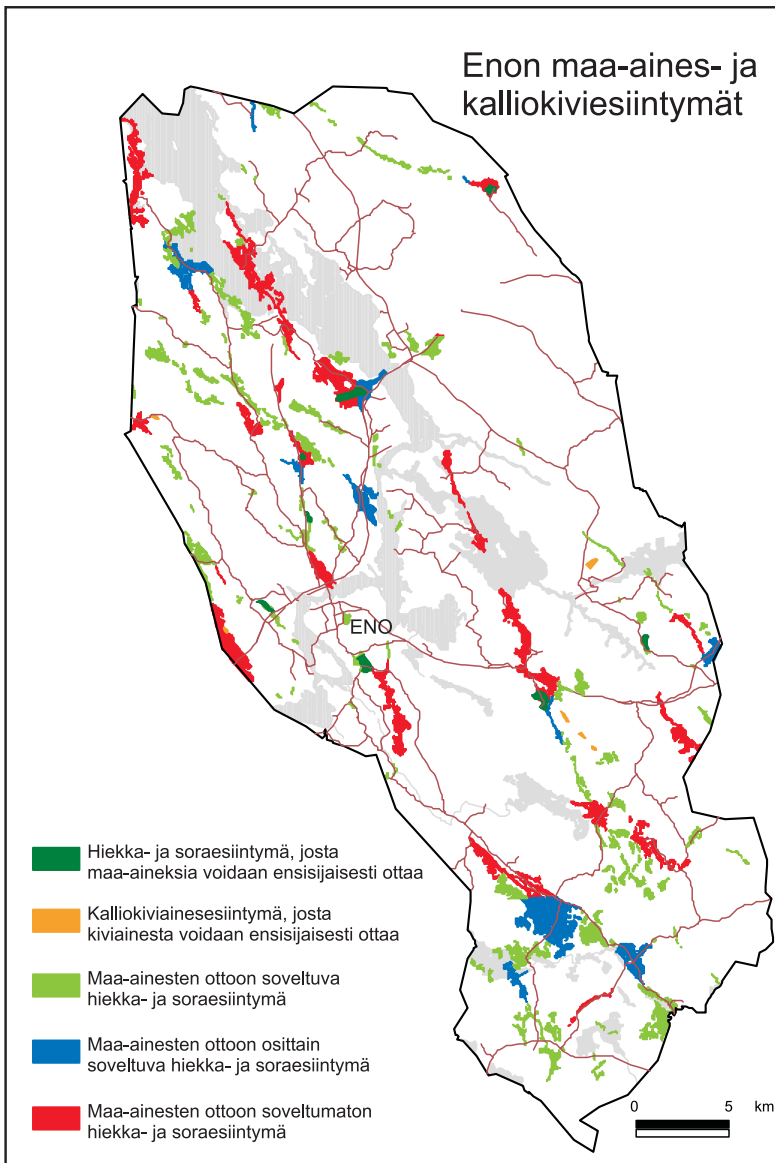 Enon maa-aines- ja
kalliokiviesiintymät
ENO
Hiekka- ja soraesiintymä, josta
maa-aineksia voidaan ensisijaisesti ottaa
Kalliokiviainesesiintymä, josta
kiviainesta voidaan ensisijaisesti ottaa
Maa-ainesten ottoon soveltuva
hiekka- ja soraesiintymä
Maa-ainesten ottoon osittain
soveltuva hiekka- ja soraesiintymä
Maa-ainesten ottoon soveltumaton
hiekka- ja soraesiintymä
0 5 km